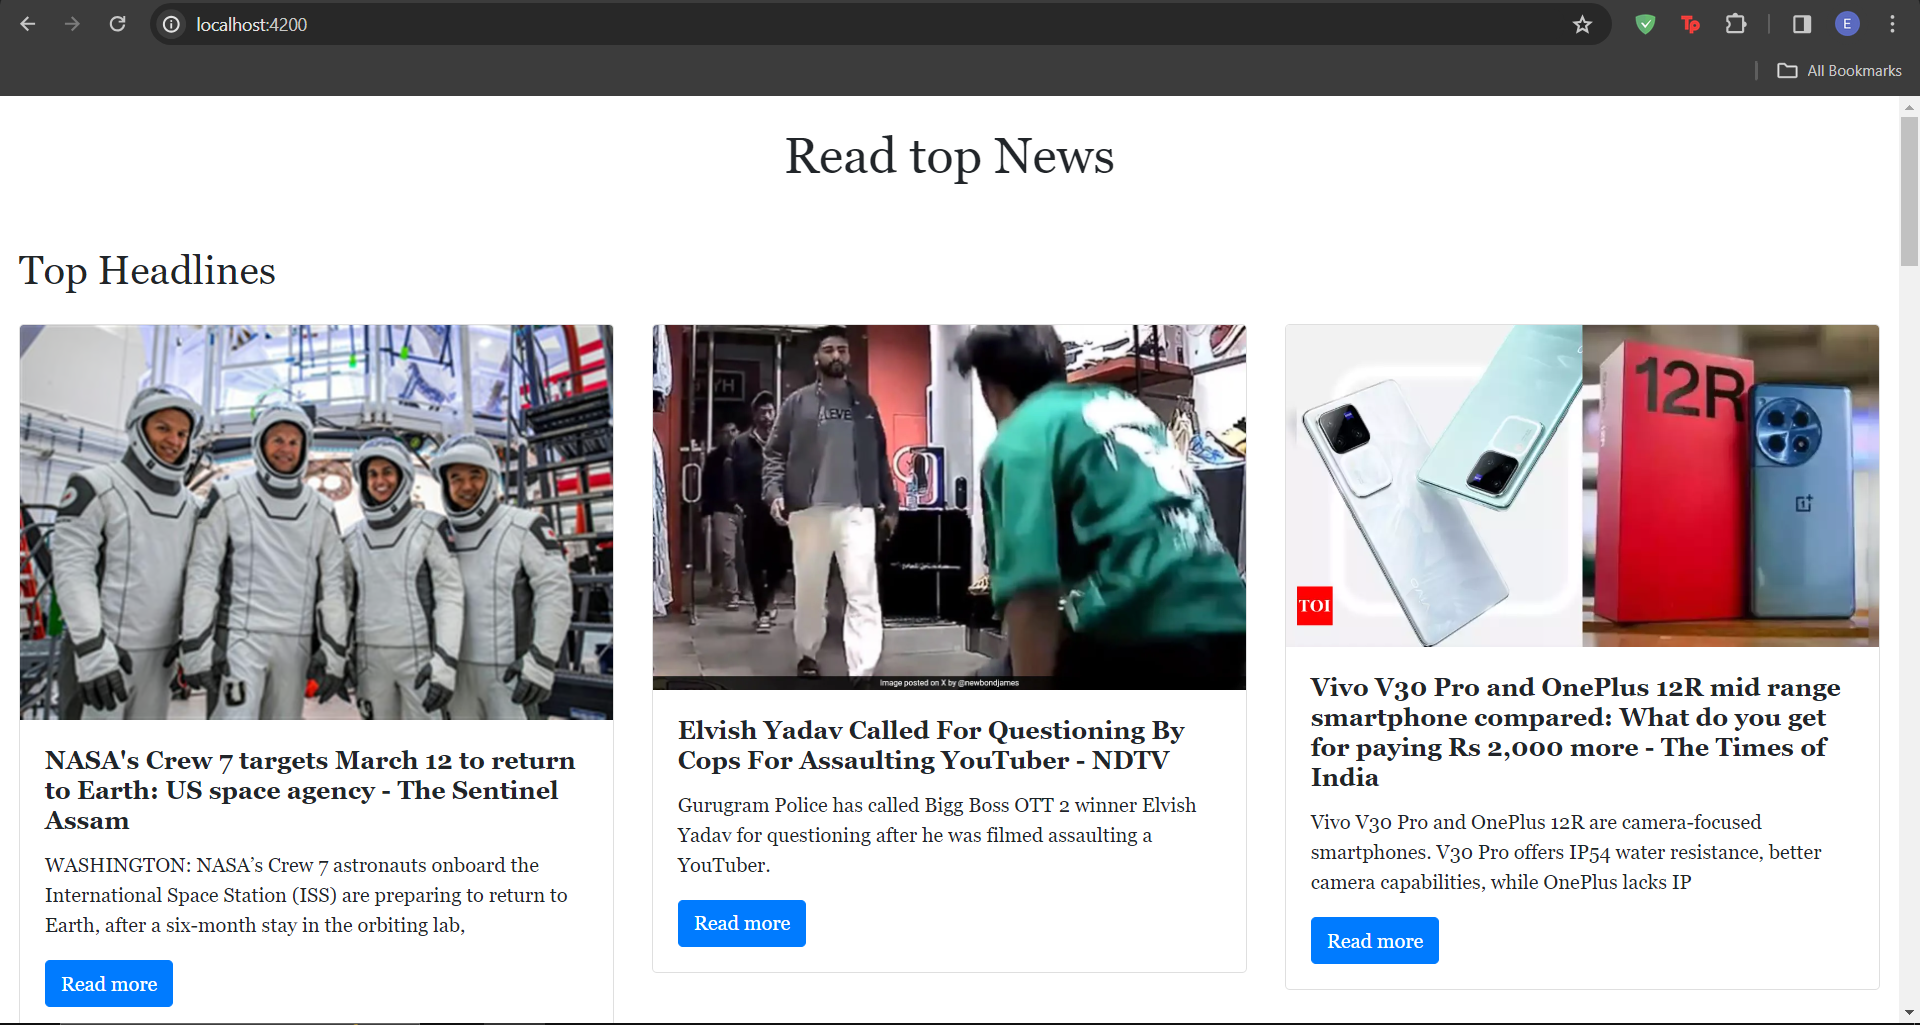 localhost:4200
Tp
E
All Bookmarks
Read top News
Top Headlines
NASA's Crew 7 targets March 12 to return
to Earth: US space agency - The Sentinel
Assam
WASHINGTON: NASA’s Crew 7 astronauts onboard the
International Space Station (ISS) are preparing to return to
Earth, after a six-month stay in the orbiting lab,
Read more
LEVE
Image posted on X by @newbondjames
Elvish Yadav Called For Questioning By
Cops For Assaulting YouTuber - NDTV
Gurugram Police has called Bigg Boss OTT 2 winner Elvish
Yadav for questioning after he was filmed assaulting a
YouTuber.
Read more
12R
TOI
Vivo V30 Pro and OnePlus 12R mid range
smartphone compared: What do you get
for paying Rs 2,000 more - The Times of
India
Vivo V30 Pro and OnePlus 12R are camera-focused
smartphones. V30 Pro offers IP54 water resistance, better
camera capabilities, while OnePlus lacks IP
Read more